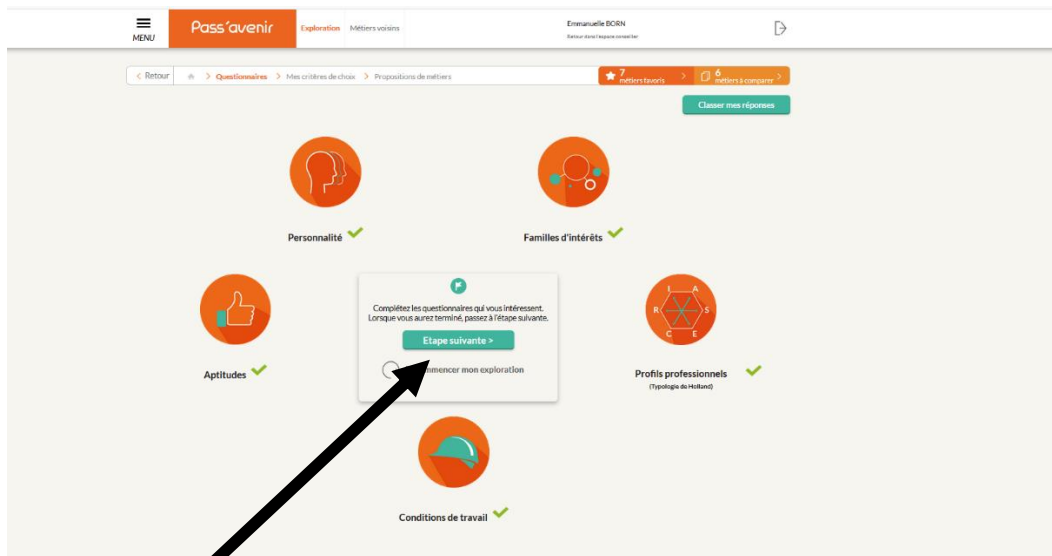 MENU
Pass'avenir
Exploration
Métiers voisins
Emmanuelle BORN
Retour dans l'espace conseiller
< Retour
> Questionnaires > Mes critères de choix > Propositions de métiers
7
métiers favoris >
6
métiers à comparer >
Classer mes réponses
Personnalité
Familles d'intérêts
Complétez les questionnaires qui vous intéressent.
Lorsque vous aurez terminé, passez à l'étape suivante.
Etape suivante >
mmencer mon exploration
Aptitudes
I A
R S
C E
Profils professionnels
(Typologie de Holland)
Conditions de travail